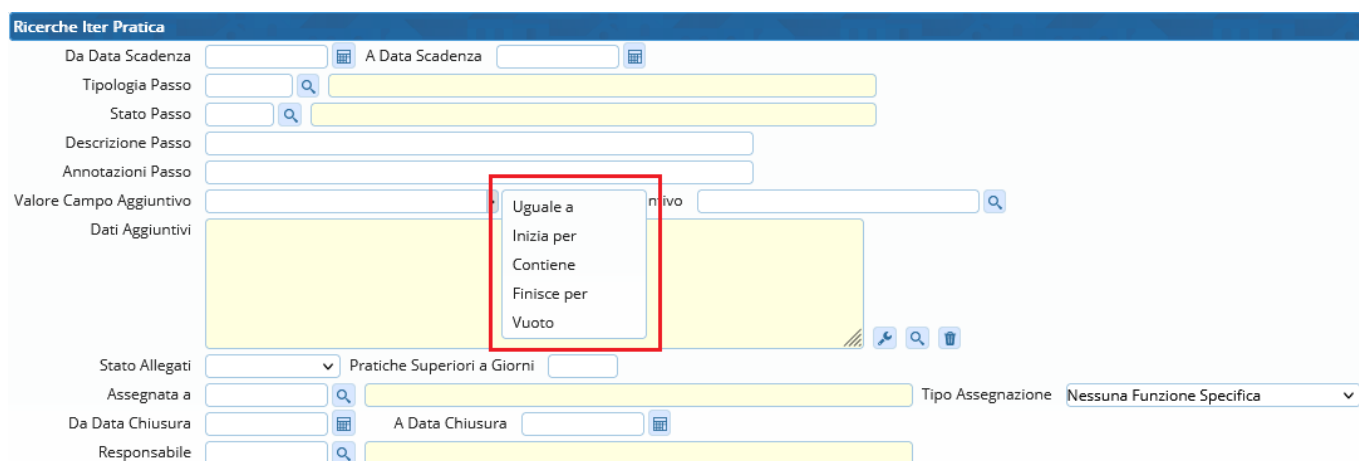 Ricerche Iter Pratica
Da Data Scadenza A Data Scadenza
Tipologia Passo
Stato Passo
Descrizione Passo
Annotazioni Passo
Valore Campo Aggiuntivo
Uguale a
Inizia per
Contiene
Finisce per
Vuoto
Dati Aggiuntivi
Stato Allegati Pratiche Superiori a Giorni
Assegnata a Tipo Assegnazione Nessuna Funzione Specifica
Da Data Chiusura A Data Chiusura
Responsabile